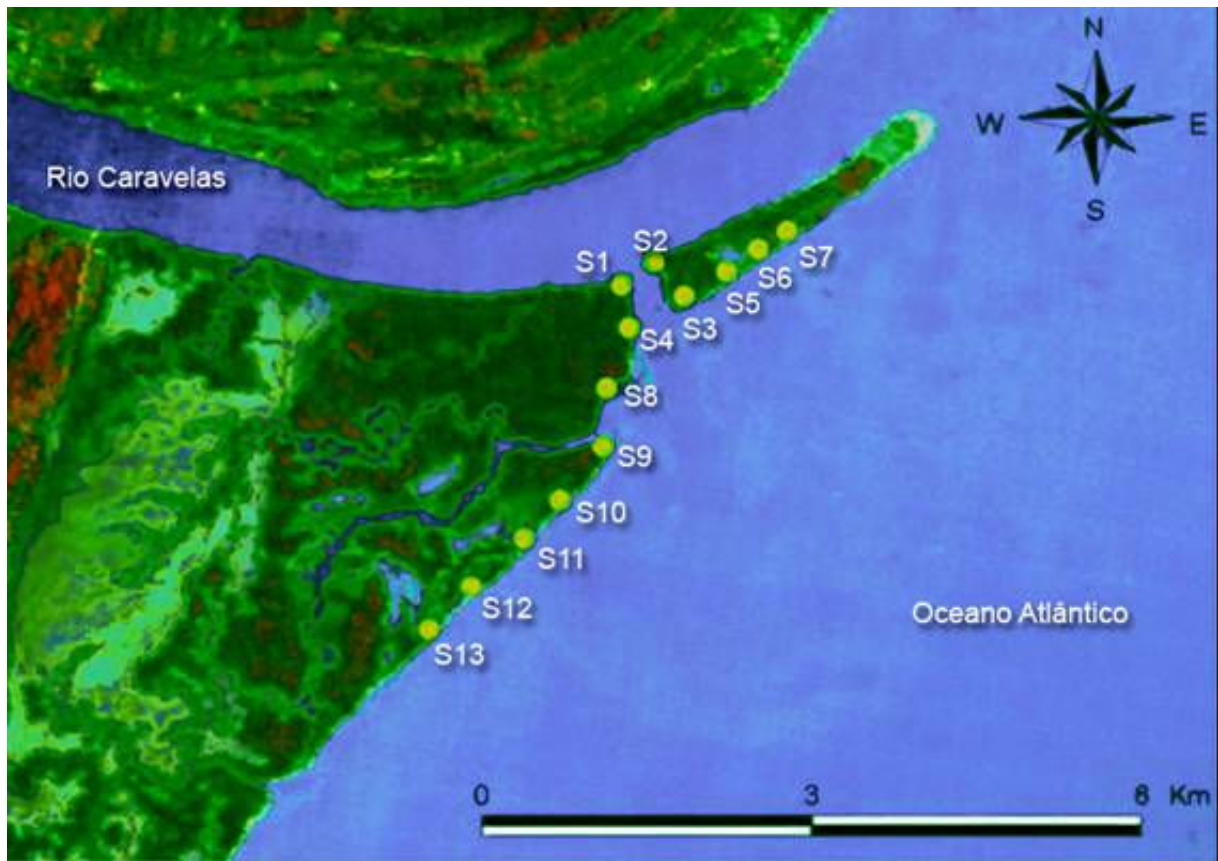 N
W E
S
Rio Caravelas
S2
S1
S7
S6
S5
S3
S4
S8
S9
S10
S11
S12
S13
Oceano Atlântico
0 3 6 Km